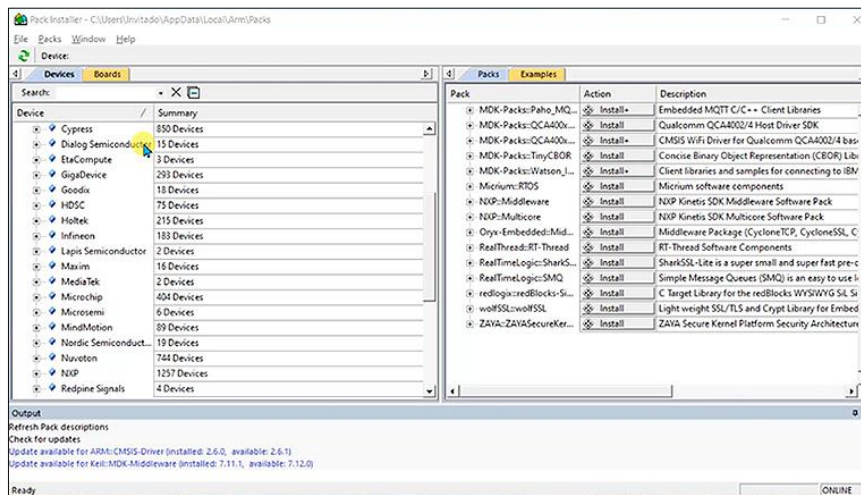 Pack Installer - C:\Users\Invitado\AppData\Local\Arm\Packs
File Packs Window Help
Device:
Devices Boards
Search:
Device Summary
Cypress 850 Devices
Dialog Semiconductor 15 Devices
EtaCompute 3 Devices
GigaDevice 293 Devices
Goodix 18 Devices
HDSC 75 Devices
Holtek 215 Devices
Infineon 183 Devices
Lapis Semiconductor 2 Devices
Maxim 16 Devices
MediaTek 2 Devices
Microchip 404 Devices
Microsemi 6 Devices
MindMotion 89 Devices
Nordic Semiconduct... 19 Devices
Nuvoton 744 Devices
NXP 1257 Devices
Redpine Signals 4 Devices
Packs Examples
Pack Action Description
MDK-Packs::Paho_MQ... Install+ Embedded MQTT C/C++ Client Libraries
MDK-Packs::QCA400x... Install Qualcomm QCA4002/4 Host Driver SDK
MDK-Packs::QCA400x... Install+ CMSIS WiFi Driver for Qualcomm QCA4002/4 bas
MDK-Packs::TinyCBOR Install Concise Binary Object Representation (CBOR) Lib
MDK-Packs::Watson_I... Install+ Client libraries and samples for connecting to IBM
Micrium::RTOS Install Micrium software components
NXP::Middleware Install NXP Kinetis SDK Middleware Software Pack
NXP::Multicore Install NXP Kinetis SDK Multicore Software Pack
Oryx-Embedded::Mid... Install Middleware Package (CycloneTCP, CycloneSSL, C
RealThread::RT-Thread Install RT-Thread Software Components
RealTimeLogic::SharkS... Install SharkSSL-Lite is a super small and super fast pre-c
RealTimeLogic::SMQ Install Simple Message Queues (SMQ) is an easy to use
redlogix::redBlocks-Si... Install C Target Library for the redBlocks WYSIWYG SiL Si
wolfSSL::wolfSSL Install Light weight SSL/TLS and Crypt Library for Embed
ZAYA::ZAYASecureKer... Install ZAYA Secure Kernel Platform Security Architecture
Output
Refresh Pack descriptions
Check for updates
Update available for ARM::CMSIS-Driver (installed: 2.6.0, available: 2.6.1)
Update available for Keil::MDK-Middleware (installed: 7.11.1, available: 7.12.0)
Ready ONLINE